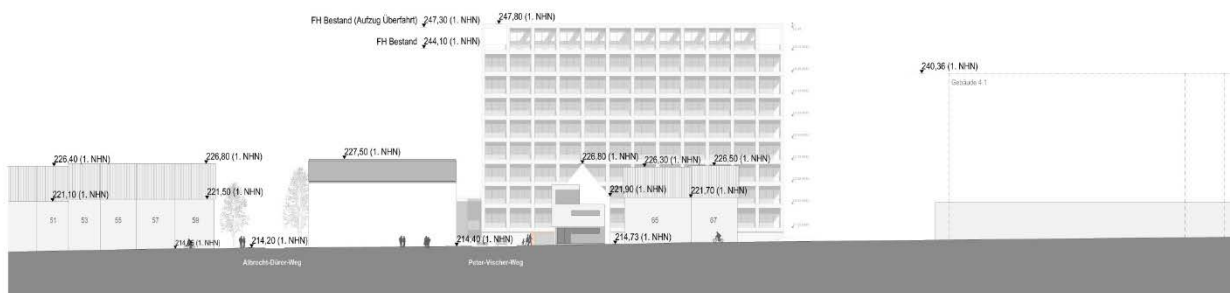 FH Bestand (Aufzug Überfahrt) 247,30 (1. NHN) 247,80 (1. NHN)
FH Bestand 244,10 (1. NHN)
240,36 (1. NHN)
Gebäude 4.1
227,50 (1. NHN)
226,40 (1. NHN) 226,80 (1. NHN) 226,80 (1. NHN) 226,30 (1. NHN) 226,50 (1. NHN)
221,10 (1. NHN) 221,50 (1. NHN) 221,90 (1. NHN) 221,70 (1. NHN)
51 53 55 57 59 65 67
(1. NHN) 214,20 (1. NHN) 214,40 (1. NHN) 214,73 (1. NHN)
Albrecht-Dürer-Weg Peter-Vischer-Weg